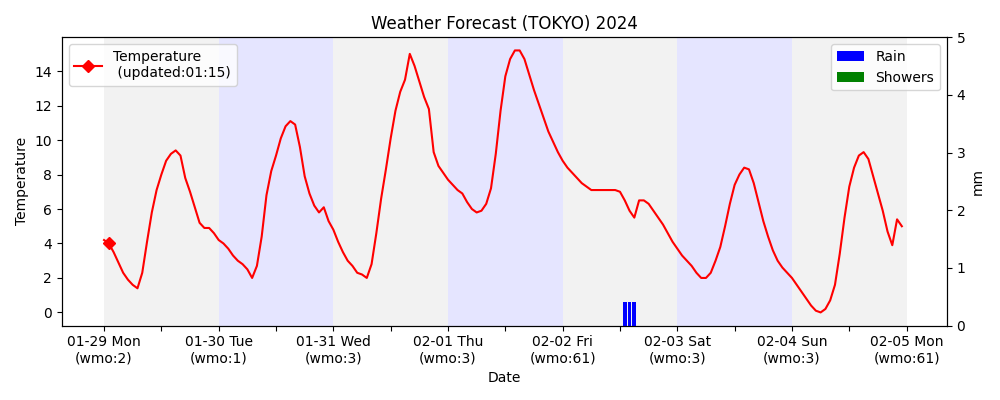 Weather Forecast (TOKYO) 2024
Temperature
(updated:01:15)
Rain
Showers
Temperature
14
12
10
8
6
4
2
0
5
4
3
2
1
0
mm
01-29 Mon
(wmo:2)
01-30 Tue
(wmo:1)
01-31 Wed
(wmo:3)
02-01 Thu
(wmo:3)
02-02 Fri
(wmo:61)
02-03 Sat
(wmo:3)
02-04 Sun
(wmo:3)
02-05 Mon
(wmo:61)
Date